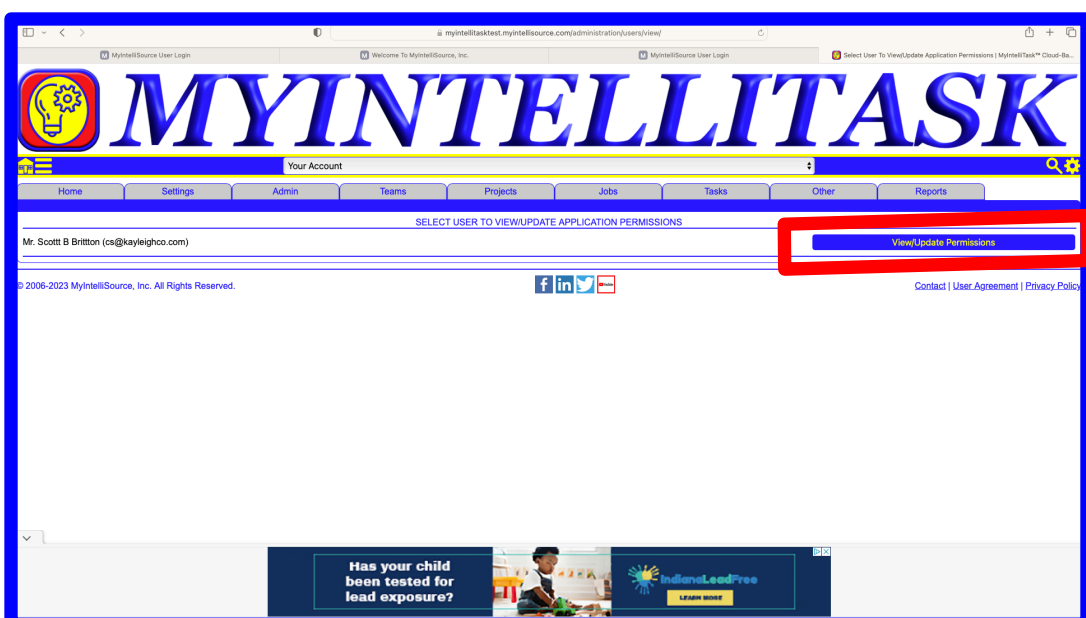 myintellitasktest.myintellisource.com/administration/users/view/
MyIntelliSource User Login
Welcome To MyIntelliSource, Inc.
MyIntelliSource User Login
Select User To View/Update Application Permissions | MyIntelliTask™ Cloud-Ba...
MYINTELLITASK
Your Account
Home Settings Admin Teams Projects Jobs Tasks Other Reports
SELECT USER TO VIEW/UPDATE APPLICATION PERMISSIONS
Mr. Scottt B Brittton (cs@kayleighco.com) View/Update Permissions
© 2006-2023 MyIntelliSource, Inc. All Rights Reserved. Contact | User Agreement | Privacy Policy
Has your child
been tested for
lead exposure?
IndianaLeadFree
LEARN MORE